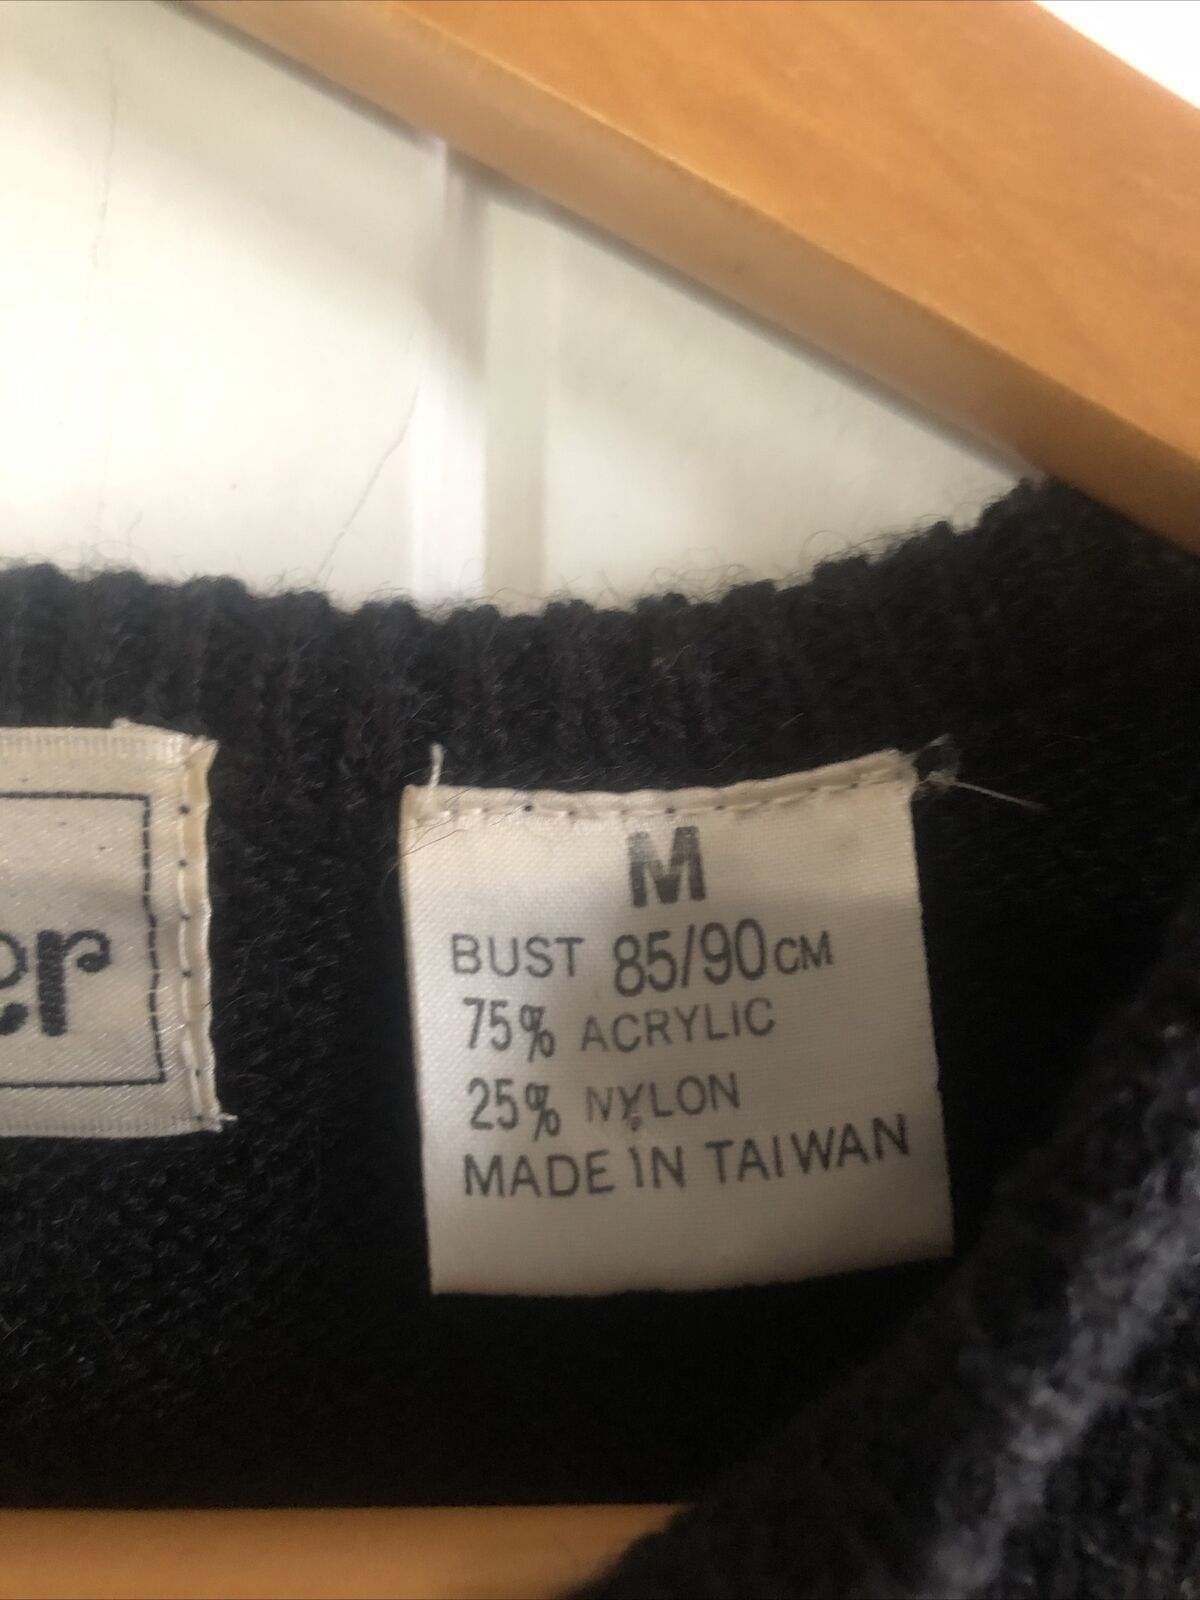 er
M
BUST 85/90CM
75% ACRYLIC
25% NYLON
MADE IN TAIWAN